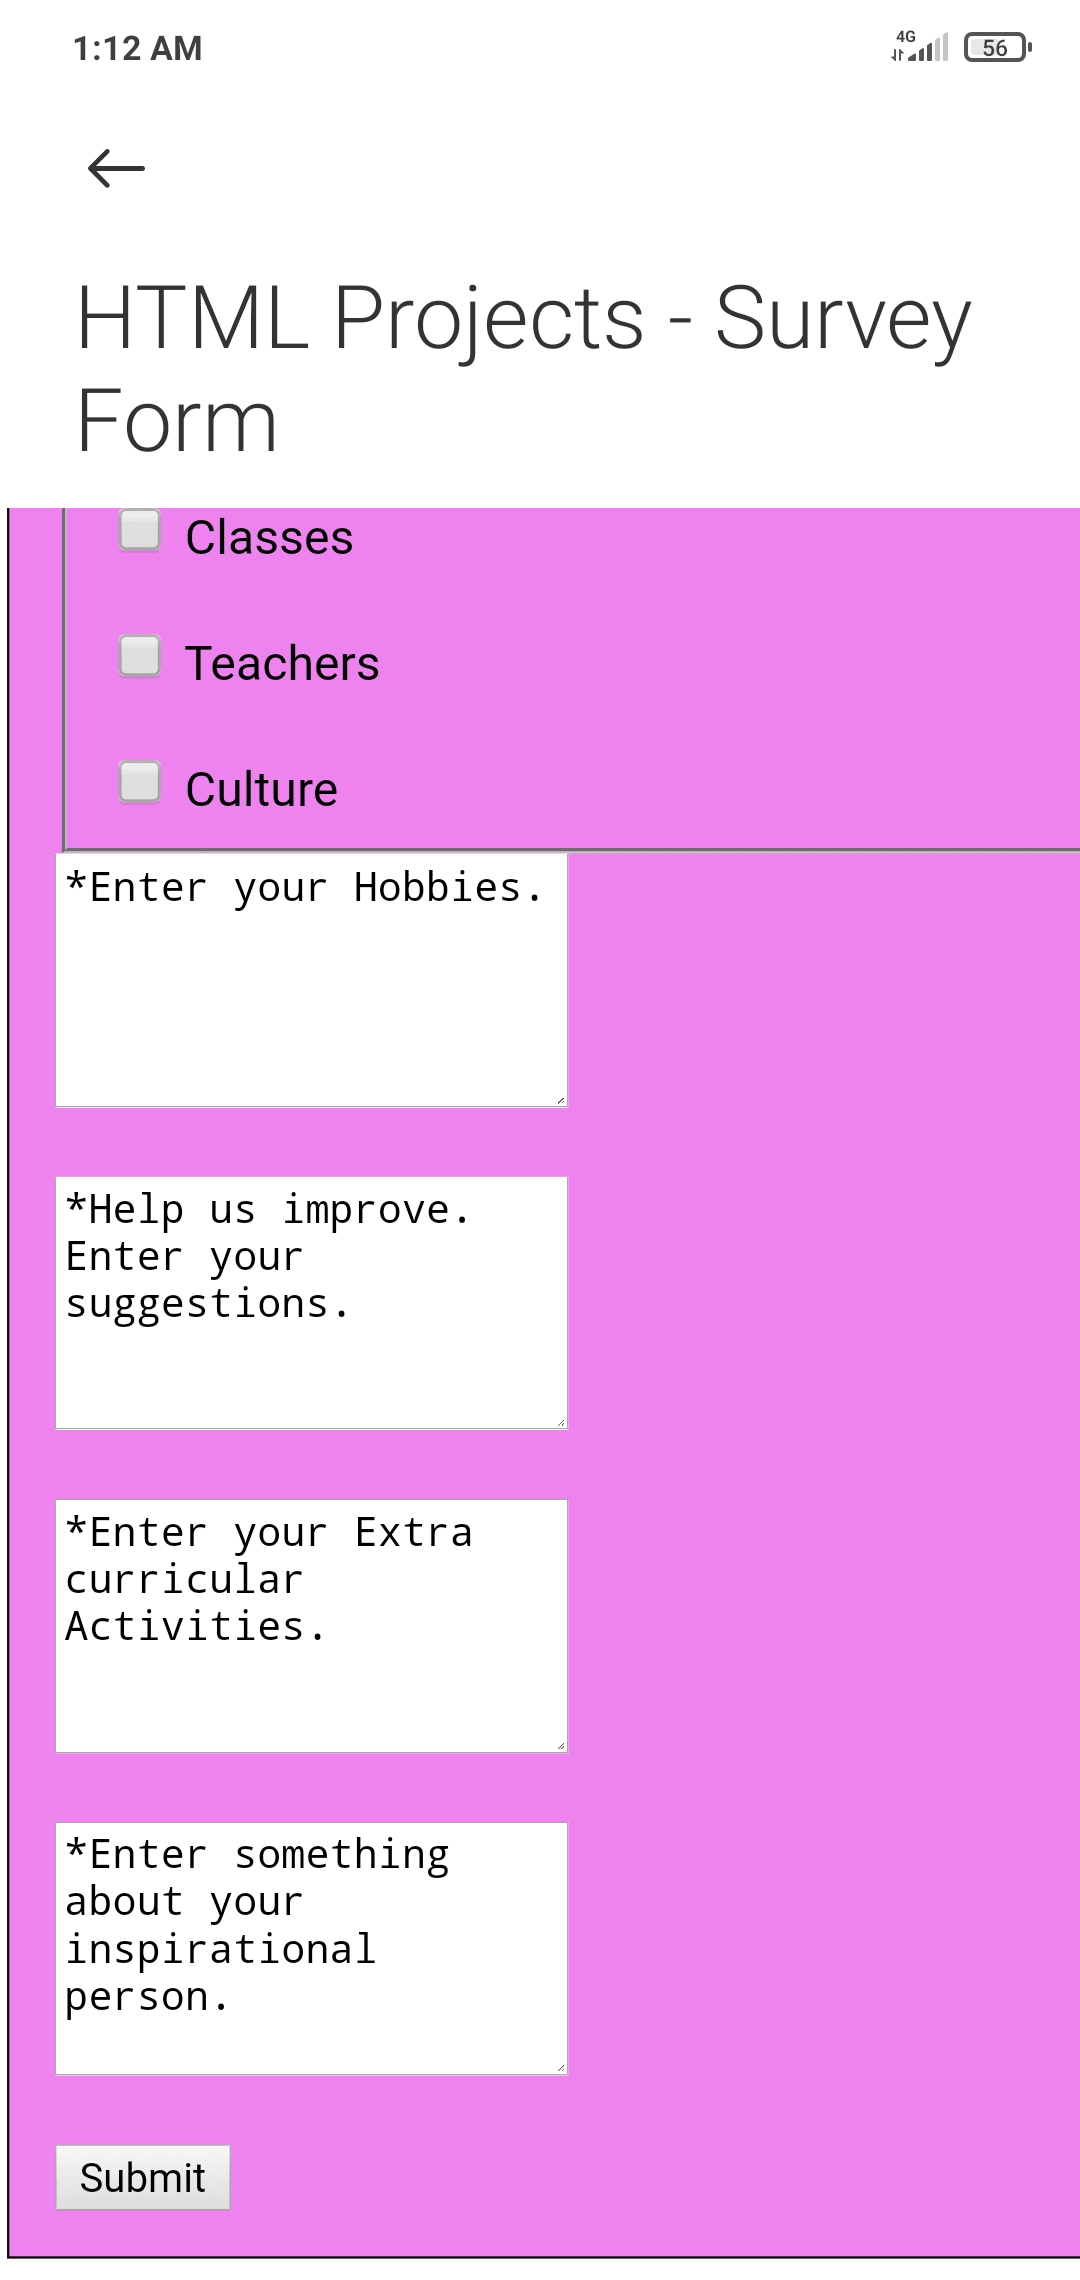 1:12 AM
4G
56
HTML Projects - Survey
Form
Classes
Teachers
Culture
*Enter your Hobbies.
*Help us improve.
Enter your
suggestions.
*Enter your Extra
curricular
Activities.
*Enter something
about your
inspirational
person.
Submit